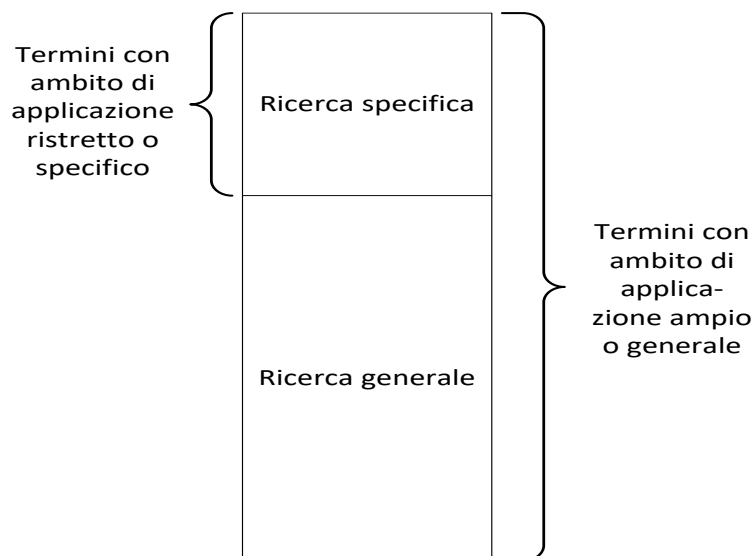 Termini con
ambito di
applicazione
ristretto o
specifico
Ricerca specifica
Termini con
ambito di
applica-
zione ampio
o generale
Ricerca generale